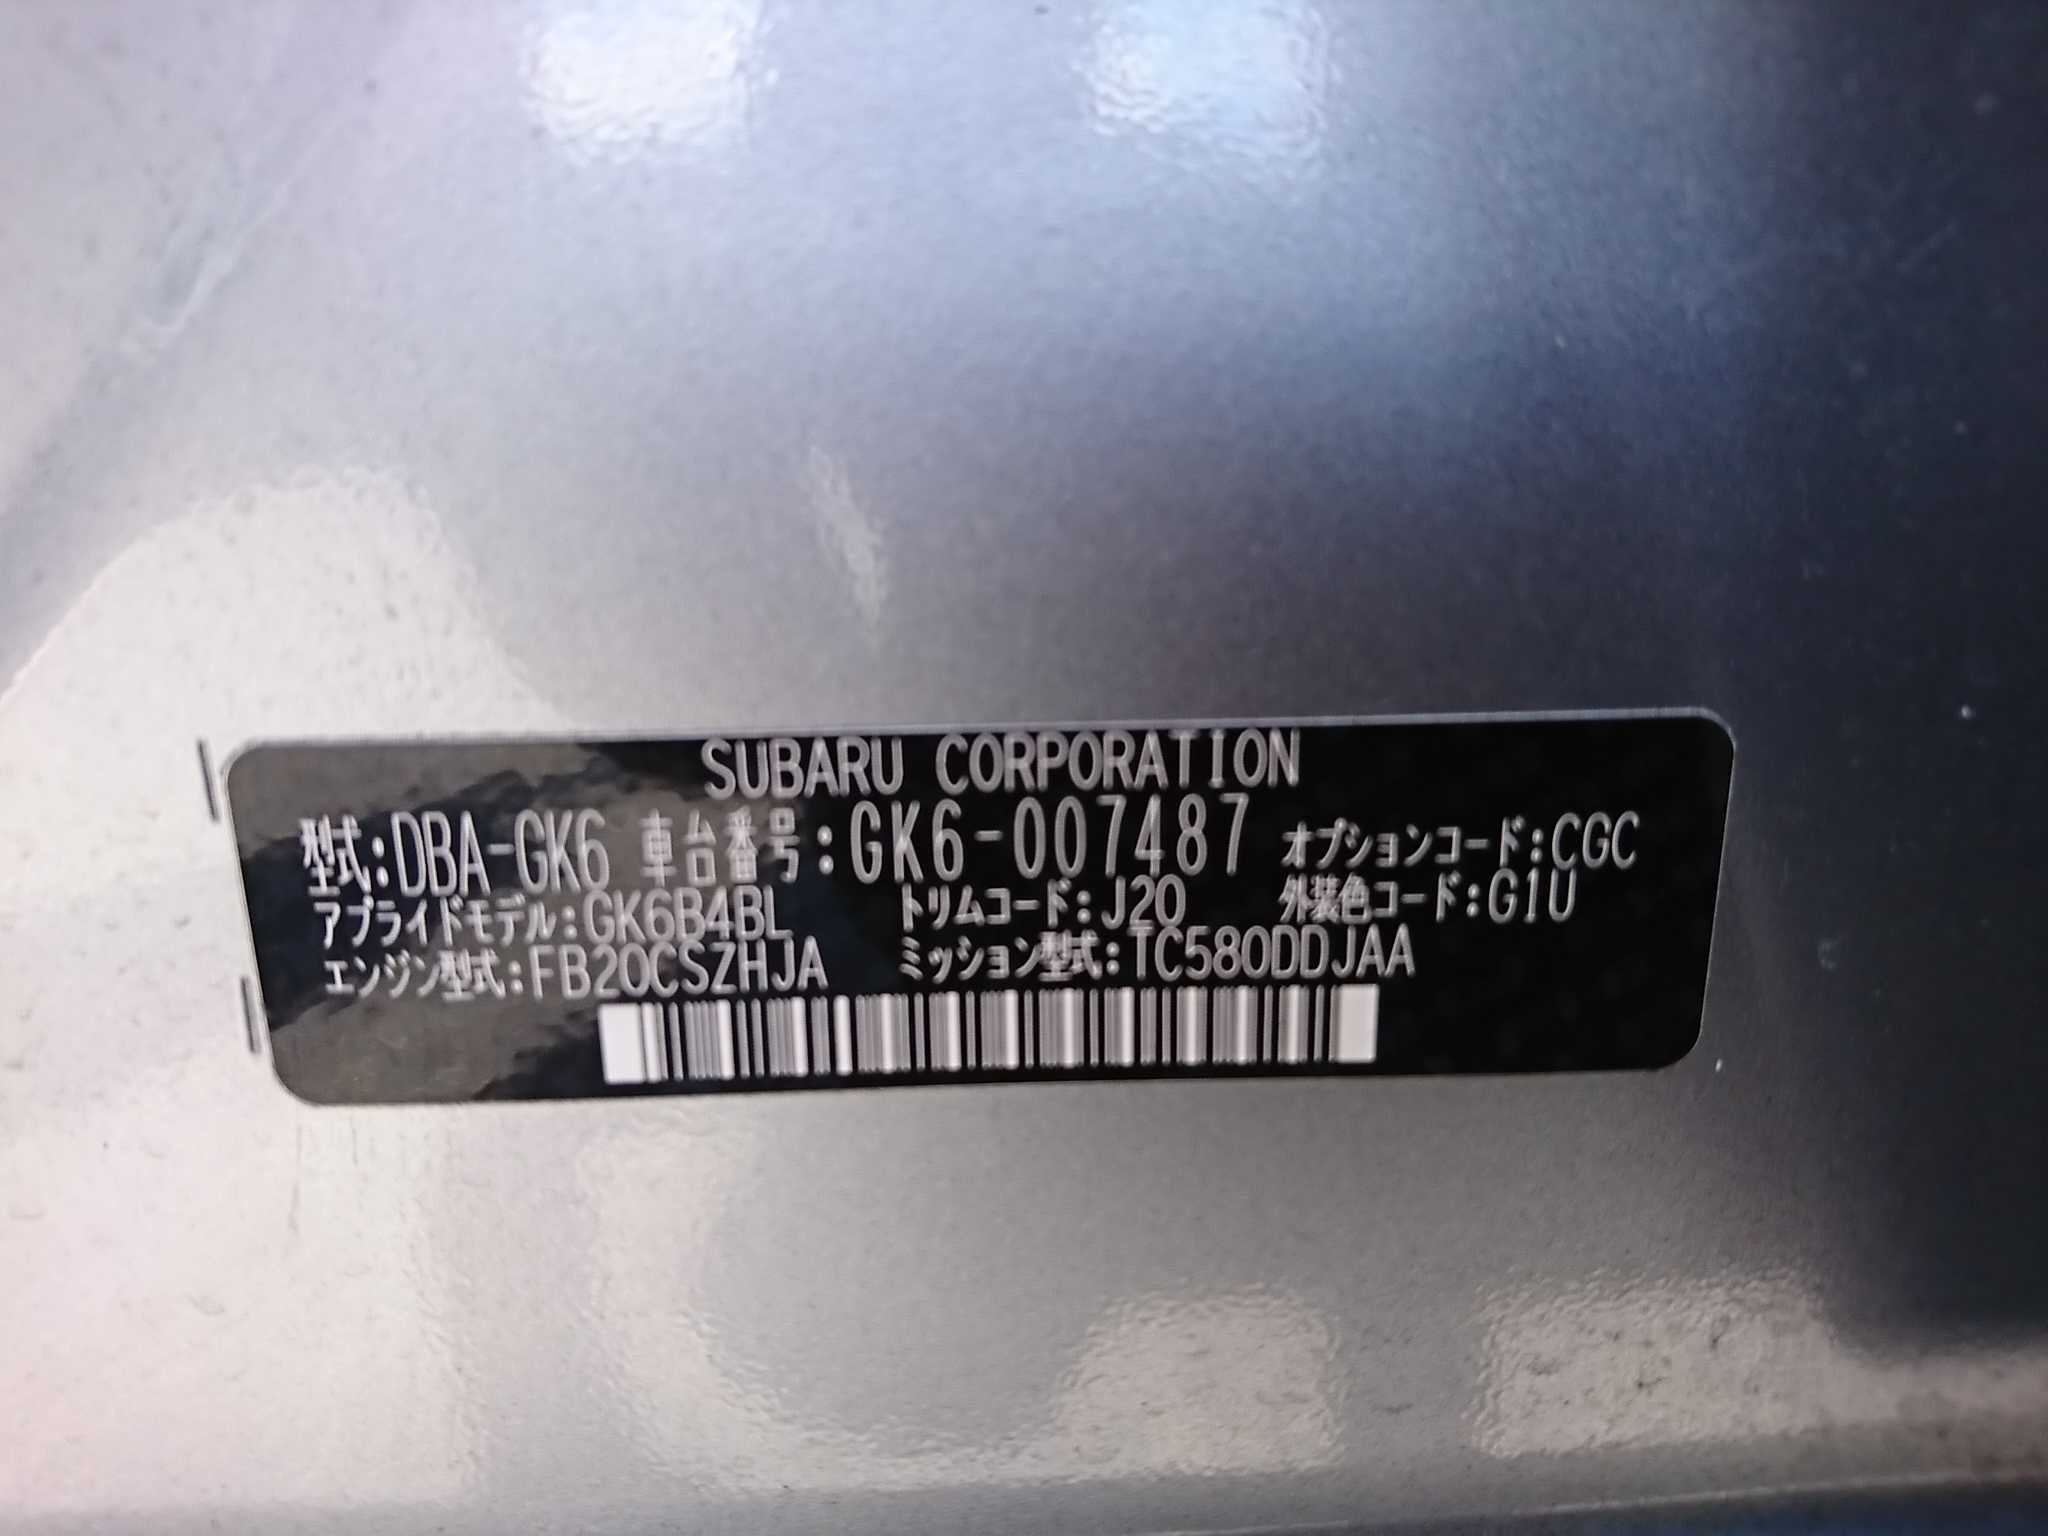 SUBARU CORPORATION
型式:DBA-GK6 車台番号:GK6-007487 オプションコード:CGC
アプライドモデル:GK6B4BL トリムコード:J20 外装色コード:G1U
エンジン型式:FB20CSZHJA ミッション型式:TC580DDJAA